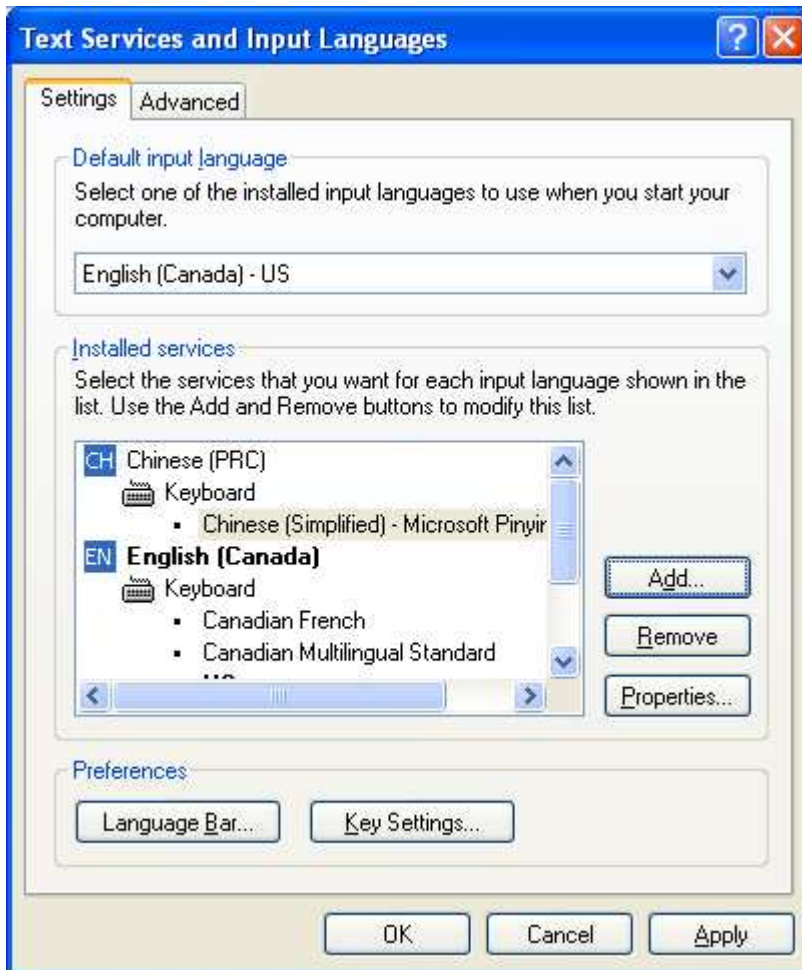 Text Services and Input Languages
Settings
Advanced
Default input language
Select one of the installed input languages to use when you start your
computer.
English (Canada) - US
Installed services
Select the services that you want for each input language shown in the
list. Use the Add and Remove buttons to modify this list.
CH Chinese (PRC)
Keyboard
Chinese (Simplified) - Microsoft Pinyin
EN English (Canada)
Keyboard
Canadian French
Canadian Multilingual Standard
Add...
Remove
Properties...
Preferences
Language Bar...
Key Settings...
OK
Cancel
Apply